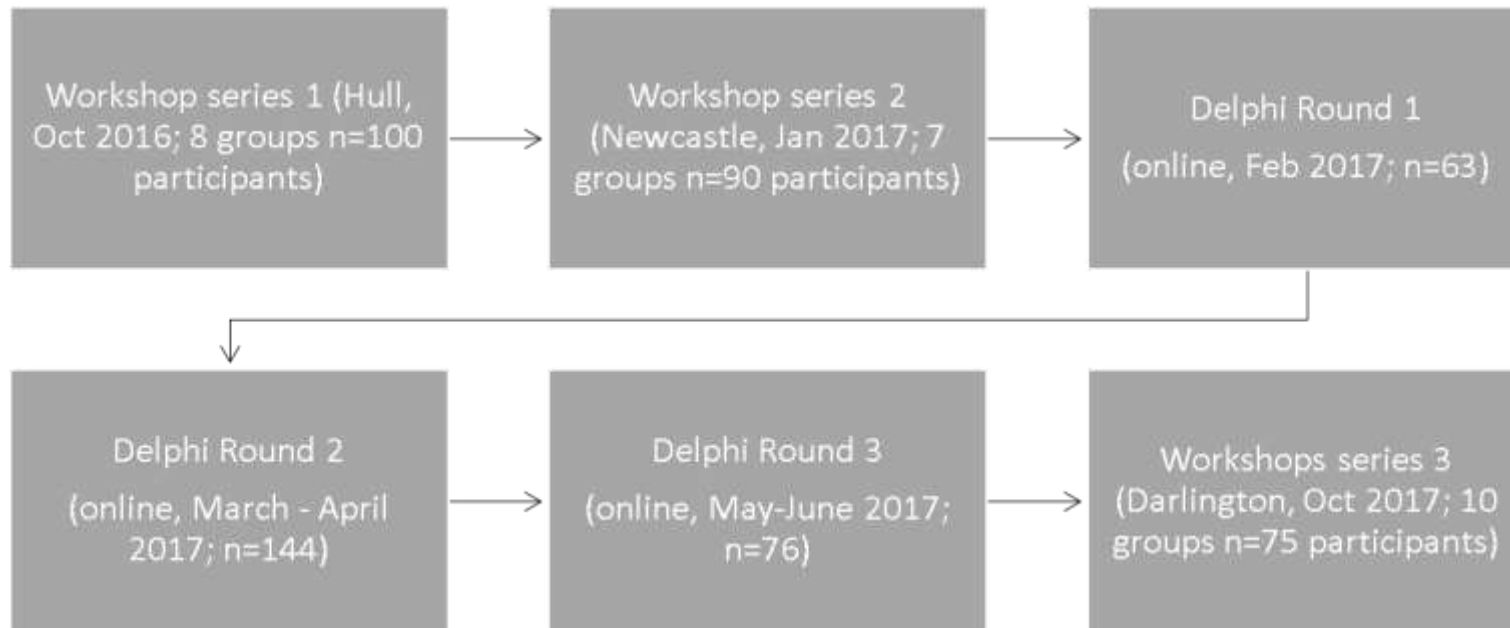 Workshop series 1 (Hull,
Oct 2016; 8 groups n=100
participants)
Workshop series 2
(Newcastle, Jan 2017; 7
groups n=90 participants)
Delphi Round 1
(online, Feb 2017; n=63)
Delphi Round 2
(online, March - April
2017; n=144)
Delphi Round 3
(online, May-June 2017;
n=76)
Workshops series 3
(Darlington, Oct 2017; 10
groups n=75 participants)